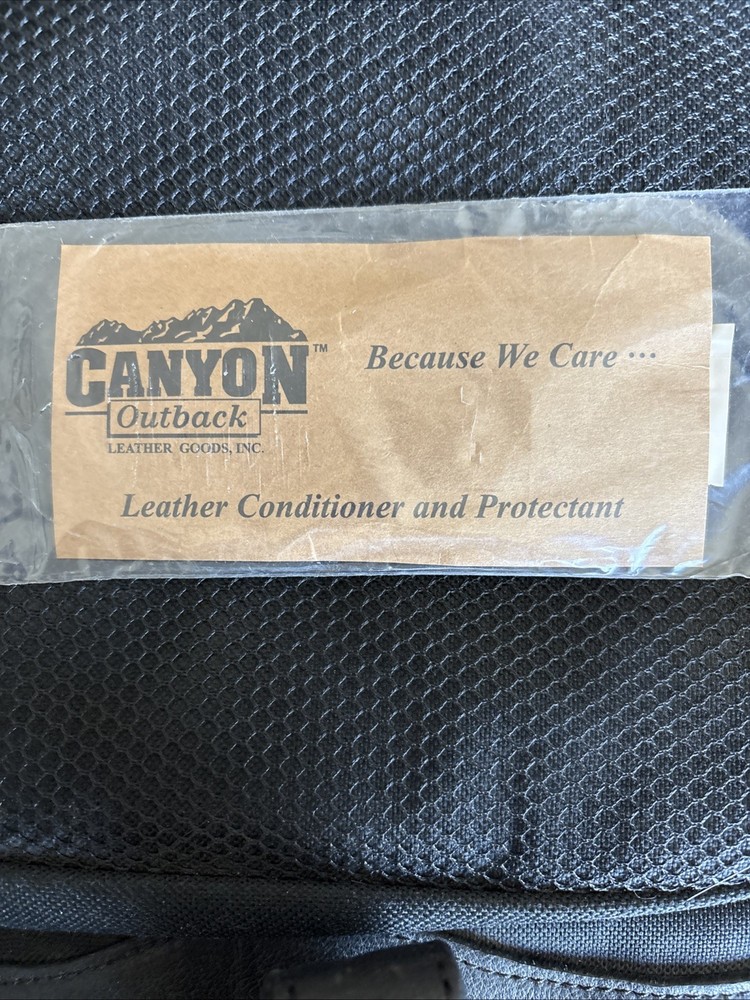 CANYON™
Outback
LEATHER GOODS, INC.
Because We Care ...
Leather Conditioner and Protectant